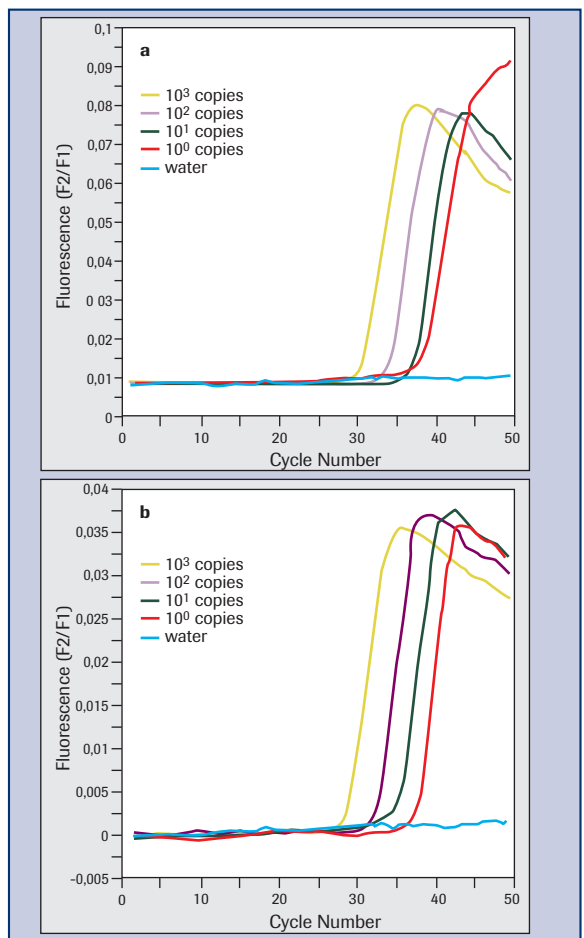 a
0,1
0,09
0,08
0,07
0,06
0,05
0,04
0 03
0,02
0,01
0
10³ copies
10² copies
10¹ copies
10⁰ copies
water
Fluorescence (F2/F1)
0 10 20 30 40 50
Cycle Number
b
0,04
0,035
0,03
0,025
0,02
0,015
0,01
0,005
0
-0,005
10³ copies
10² copies
10¹ copies
10⁰ copies
water
Fluorescence (F2/F1)
0 10 20 30 40 50
Cycle Number